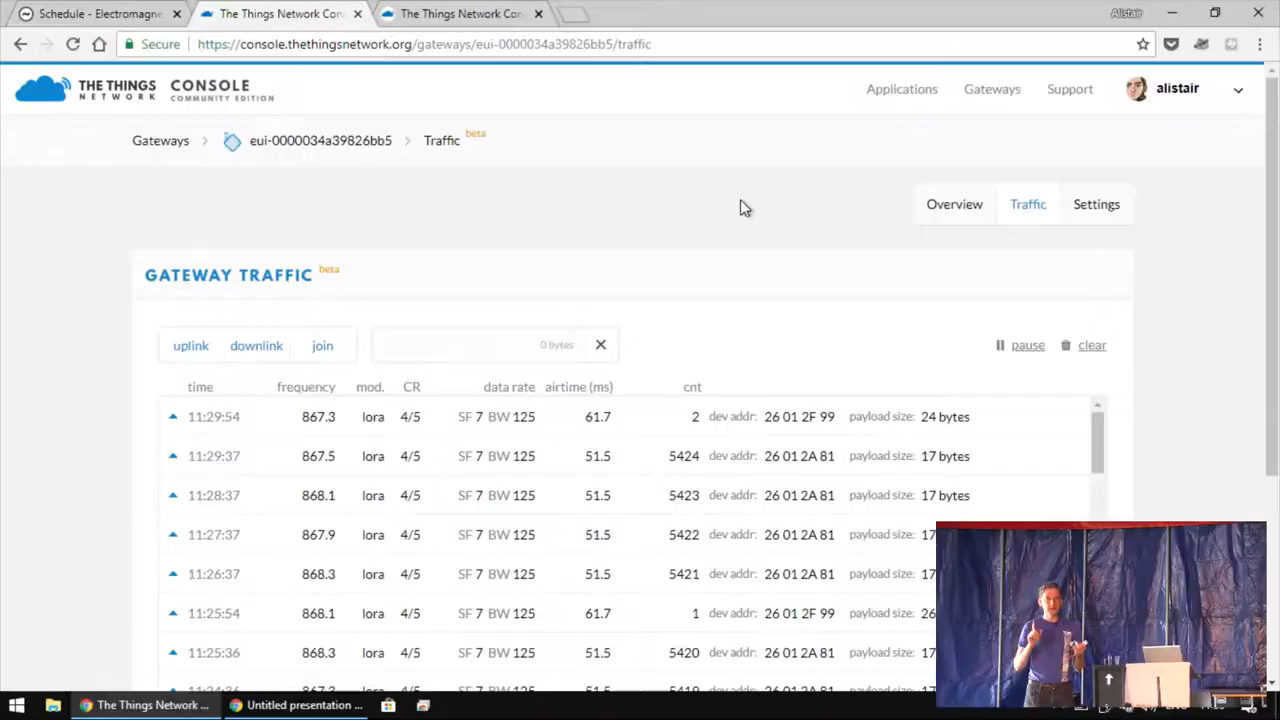 Schedule - Electromagne
The Things Network Con
The Things Network Con
Alistair
Secure https://console.thethingsnetwork.org/gateways/eui-0000034a39826bb5/traffic
THE THINGS NETWORK CONSOLE COMMUNITY EDITION
Applications Gateways Support alistair
Gateways eui-0000034a39826bb5 Traffic beta
Overview Traffic Settings
GATEWAY TRAFFIC beta
uplink downlink join 0 bytes pause clear
time frequency mod. CR data rate airtime (ms) cnt
11:29:54 867.3 lora 4/5 SF 7 BW 125 61.7 2 dev addr: 26 01 2F 99 payload size: 24 bytes
11:29:37 867.5 lora 4/5 SF 7 BW 125 51.5 5424 dev addr: 26 01 2A 81 payload size: 17 bytes
11:28:37 868.1 lora 4/5 SF 7 BW 125 51.5 5423 dev addr: 26 01 2A 81 payload size: 17 bytes
11:27:37 867.9 lora 4/5 SF 7 BW 125 51.5 5422 dev addr: 26 01 2A 81 payload size: 17
11:26:37 868.3 lora 4/5 SF 7 BW 125 51.5 5421 dev addr: 26 01 2A 81 payload size: 17
11:25:54 868.1 lora 4/5 SF 7 BW 125 61.7 1 dev addr: 26 01 2F 99 payload size: 26
11:25:36 868.3 lora 4/5 SF 7 BW 125 51.5 5420 dev addr: 26 01 2A 81 payload size: 17
The Things Network ...
Untitled presentation ...